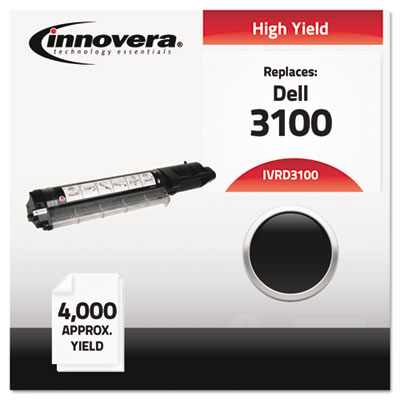 innovera
technology essentials
High Yield
Replaces:
Dell
3100
IVRD3100
4,000
APPROX.
YIELD